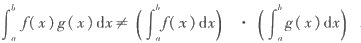 ∫_a^b f(x)g(x)dx ≠ (∫_a^b f(x)dx) · (∫_a^b g(x)dx)